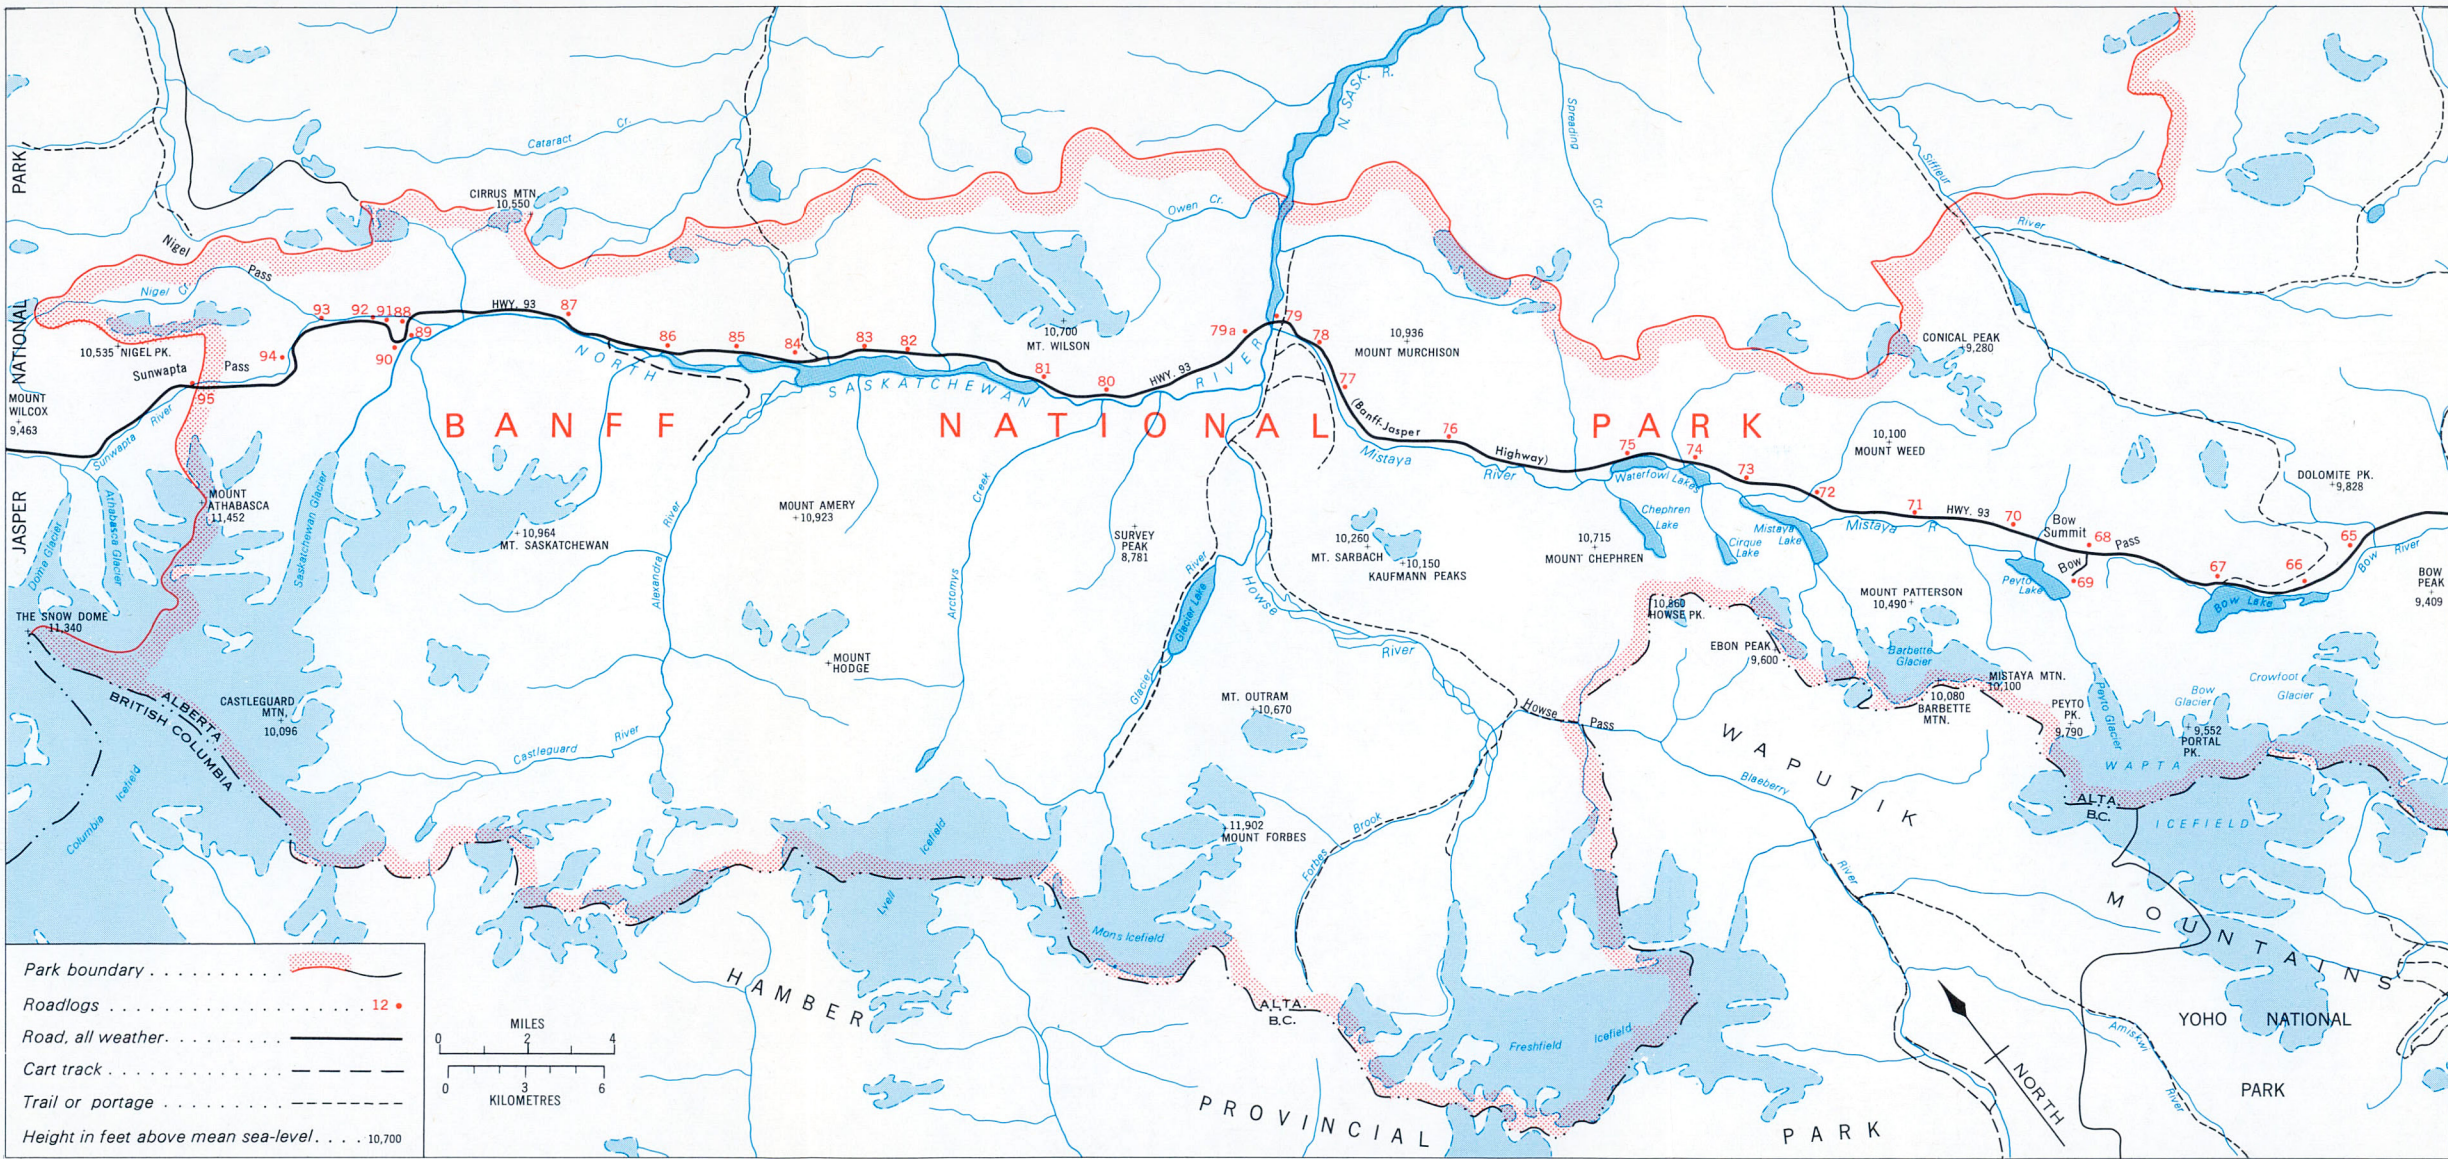 PARK
NATIONAL
JASPER
Cataract
Cr.
CIRRUS MTN.
10,550
Nigel
Pass
Nigel Cr.
10,535 NIGEL PK.
Sunwapta
Pass
MOUNT
WILCOX
9,463
Sunwapta
River
93
92
91
88
89
90
94
95
HWY. 93
87
86
85
84
83
82
81
80
79a
79
78
77
76
75
74
73
72
71
70
68
69
67
66
65
N. SASK. R.
Owen Cr.
Spreading
Cr.
Siffleur
River
10,700
MT. WILSON
10,936
MOUNT MURCHISON
CONICAL PEAK
9,280
NORTH
SASKATCHEWAN
RIVER
HWY. 93
(Banff-Jasper
Highway)
BANFF NATIONAL PARK
Mistaya
River
Waterfowl Lakes
Chephren
Lake
Cirque
Lake
Mistaya
Lake
Mistaya R
HWY. 93
10,100
MOUNT WEED
DOLOMITE PK.
9,828
Bow
Summit
Bow
Pass
Peyto
Lake
Bow Lake
Bow
River
BOW
PEAK
9,409
MOUNT
ATHABASCA
11,452
Dome Glacier
Athabasca Glacier
Saskatchewan Glacier
10,964
MT. SASKATCHEWAN
MOUNT AMERY
10,923
SURVEY
PEAK
8,781
Alexandra
River
Arctomys
Creek
Glacier
River
Glacier Lake
Howse
River
10,260
MT. SARBACH
10,150
KAUFMANN PEAKS
10,715
MOUNT CHEPHREN
MOUNT PATTERSON
10,490
10,860
HOWSE PK.
EBON PEAK
9,600
Barbette
Glacier
MISTAYA MTN.
10,100
10,080
BARBETTE
MTN.
PEYTO
PK.
9,790
Peyto Glacier
Bow
Glacier
Crowfoot
Glacier
9,552
PORTAL
PK.
WAPTA
ICEFIELD
ALTA.
B.C.
THE SNOW DOME
11,340
ALBERTA
BRITISH COLUMBIA
CASTLEGUARD
MTN.
10,096
Columbia
Icefield
Castleguard
River
MOUNT
HODGE
MT. OUTRAM
10,670
11,902
MOUNT FORBES
Lyell
Icefield
Mons Icefield
Forbes
Brook
Howse
Pass
Blaeberry
River
WAPUTIK
MOUNTAINS
HAMBER
PROVINCIAL
PARK
ALTA.
B.C.
Freshfield
Icefield
YOHO NATIONAL
PARK
Amiskwi
River
NORTH
Park boundary
Roadlogs 12
Road, all weather
Cart track
Trail or portage
Height in feet above mean sea-level 10,700
MILES
0 2 4
0 3 6
KILOMETRES